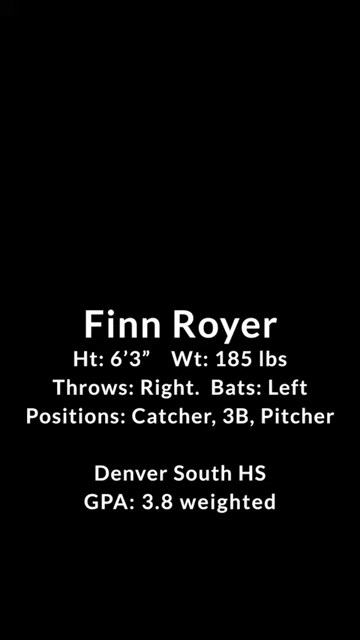 Finn Royer
Ht: 6’3” Wt: 185 lbs
Throws: Right. Bats: Left
Positions: Catcher, 3B, Pitcher
Denver South HS
GPA: 3.8 weighted